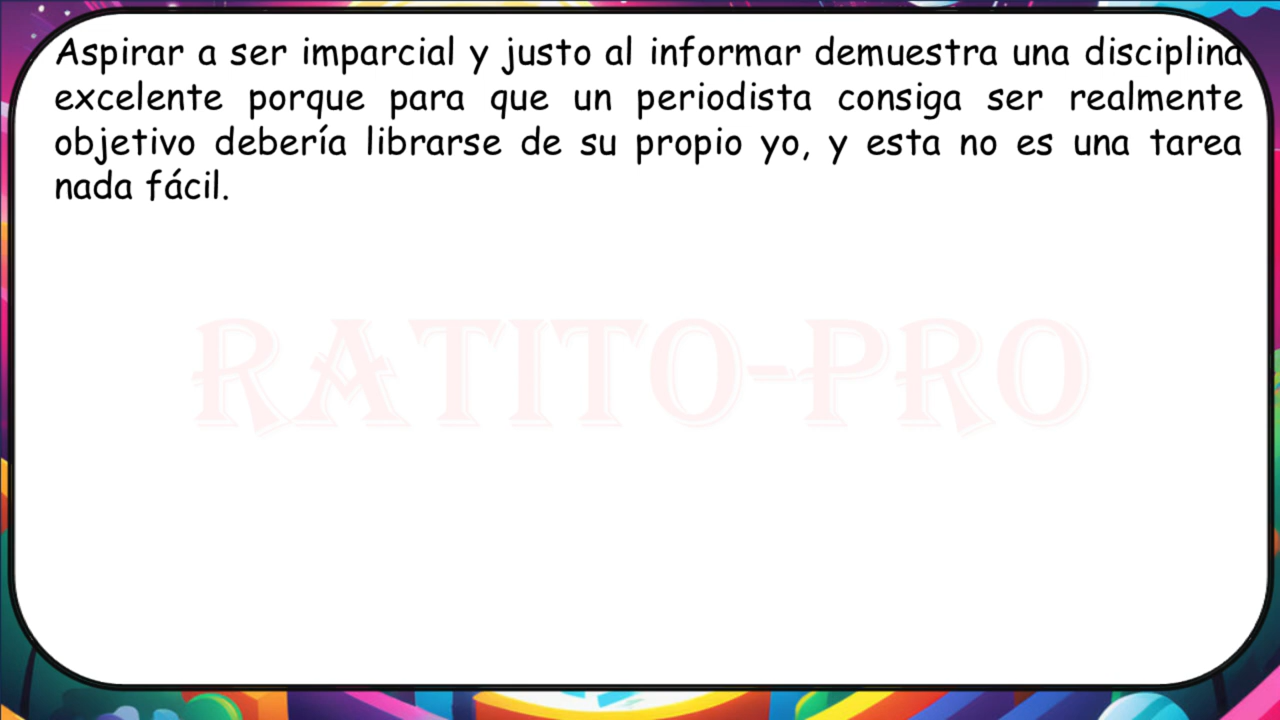 Aspirar a ser imparcial y justo al informar demuestra una disciplina
excelente porque para que un periodista consiga ser realmente
objetivo debería librarse de su propio yo, y esta no es una tarea
nada fácil.
RATITO-PRO